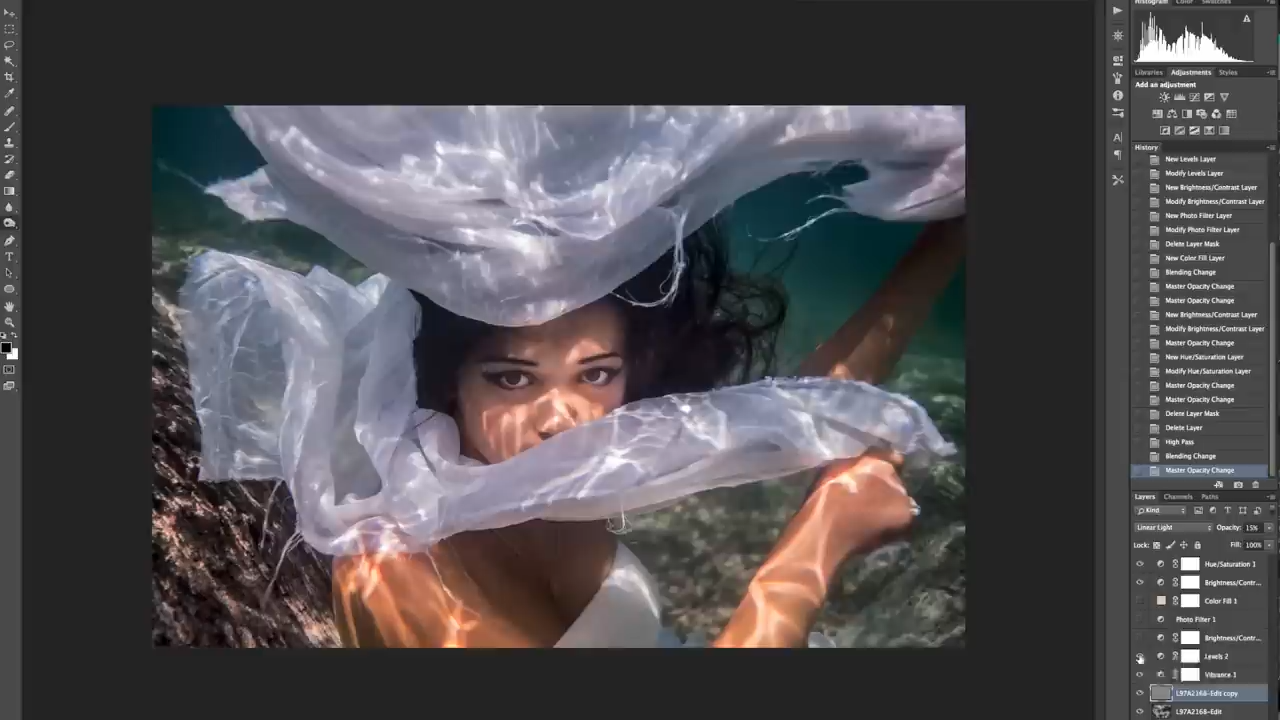 Histogram Color Swatches
Libraries Adjustments Styles
Add an adjustment
History
New Levels Layer
Modify Levels Layer
New Brightness/Contrast Layer
Modify Brightness/Contrast Layer
New Photo Filter Layer
Modify Photo Filter Layer
Delete Layer Mask
New Color Fill Layer
Blending Change
Master Opacity Change
Master Opacity Change
New Brightness/Contrast Layer
Modify Brightness/Contrast Layer
Master Opacity Change
New Hue/Saturation Layer
Modify Hue/Saturation Layer
Master Opacity Change
Master Opacity Change
Delete Layer Mask
Delete Layer
High Pass
Blending Change
Master Opacity Change
Layers Channels Paths
Kind
Linear Light Opacity: 15%
Lock: Fill: 100%
Hue/Saturation 1
Brightness/Contr...
Color Fill 1
Photo Filter 1
Brightness/Contr...
Levels 2
Vibrance 1
L97A2168-Edit copy
L97A2168-Edit